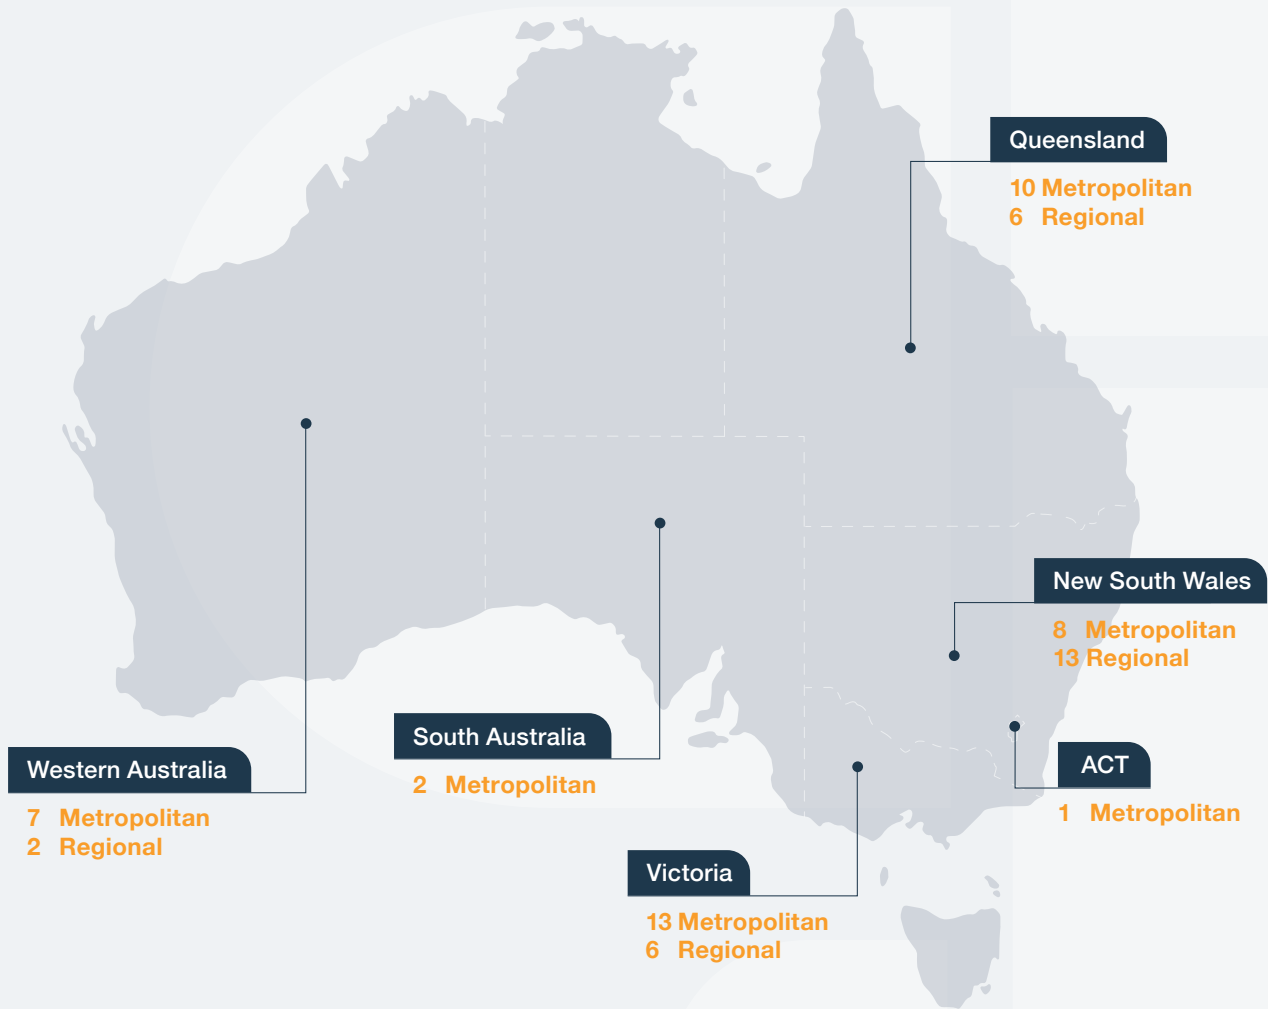 Queensland
10 Metropolitan
6 Regional
New South Wales
8 Metropolitan
13 Regional
South Australia
2 Metropolitan
Western Australia
7 Metropolitan
2 Regional
ACT
1 Metropolitan
Victoria
13 Metropolitan
6 Regional